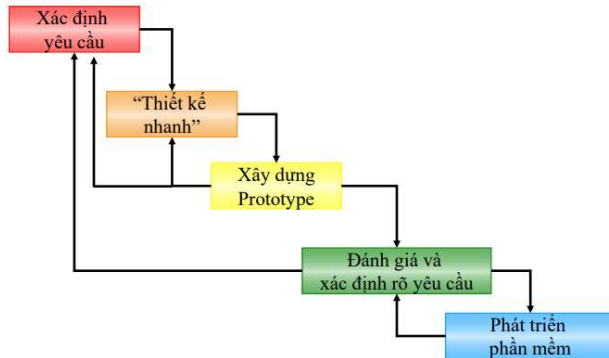 Xác định
yêu cầu
“Thiết kế
nhanh”
Xây dựng
Prototype
Đánh giá và
xác định rõ yêu cầu
Phát triển
phần mềm